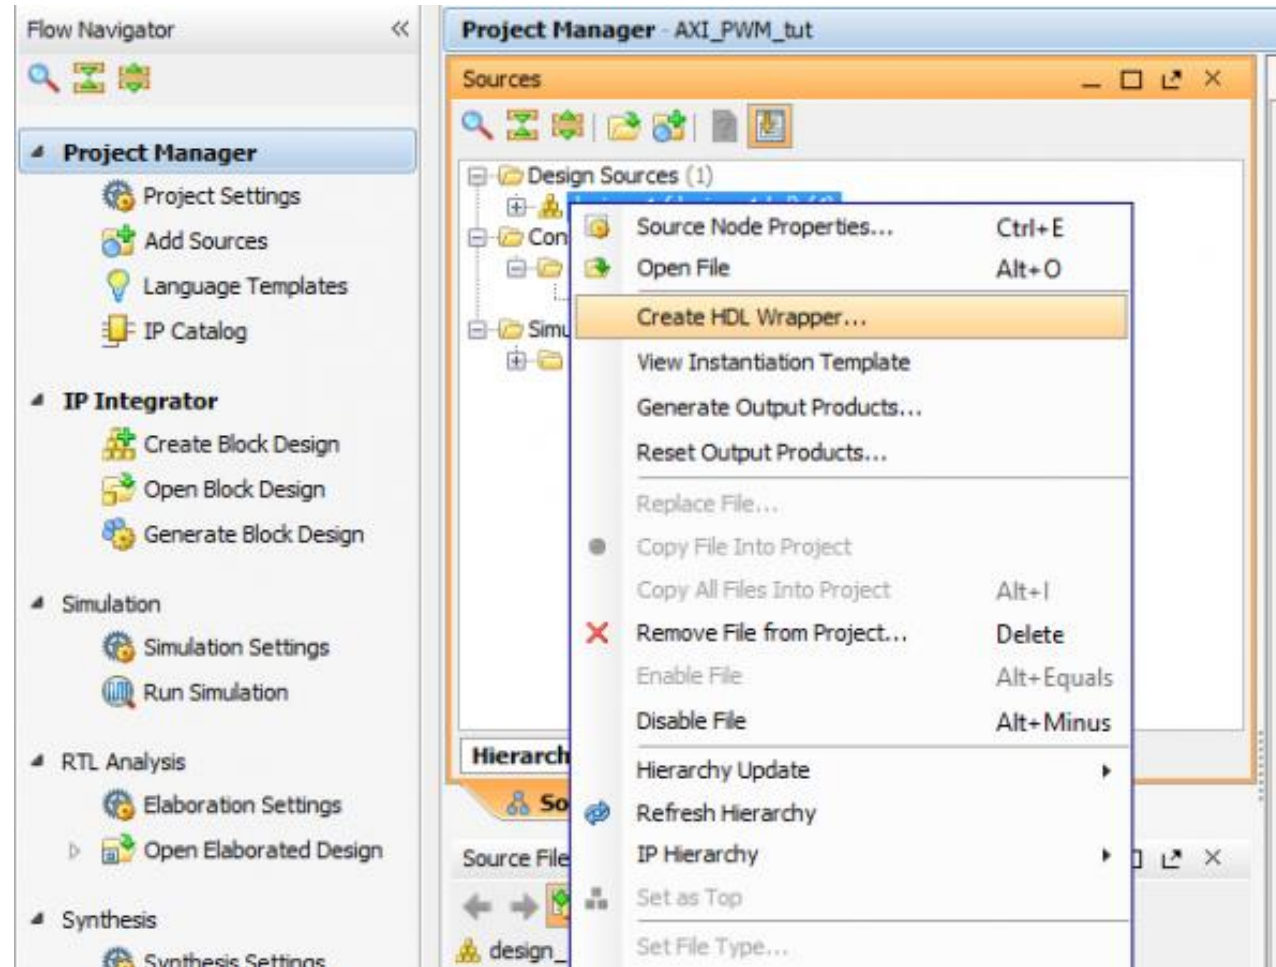 Flow Navigator
Project Manager - AXI_PWM_tut
Sources
Project Manager
Project Settings
Add Sources
Language Templates
IP Catalog
IP Integrator
Create Block Design
Open Block Design
Generate Block Design
Simulation
Simulation Settings
Run Simulation
RTL Analysis
Elaboration Settings
Open Elaborated Design
Synthesis
Synthesis Settings
Design Sources (1)
Con
Simu
Hierarch
So
Source File
design_
Source Node Properties... Ctrl+E
Open File Alt+O
Create HDL Wrapper...
View Instantiation Template
Generate Output Products...
Reset Output Products...
Replace File...
Copy File Into Project
Copy All Files Into Project Alt+I
Remove File from Project... Delete
Enable File Alt+Equals
Disable File Alt+Minus
Hierarchy Update
Refresh Hierarchy
IP Hierarchy
Set as Top
Set File Type...